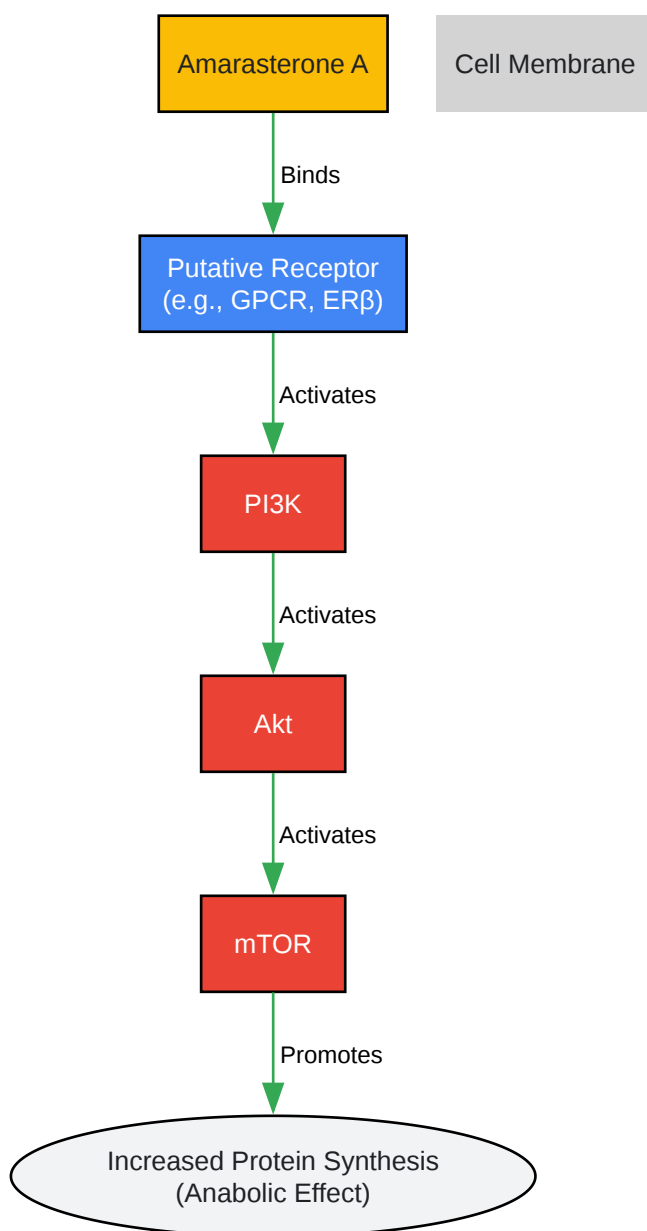 Amarasterone A
Cell Membrane
Binds
Putative Receptor
(e.g., GPCR, ERβ)
Activates
PI3K
Activates
Akt
Activates
mTOR
Promotes
Increased Protein Synthesis
(Anabolic Effect)